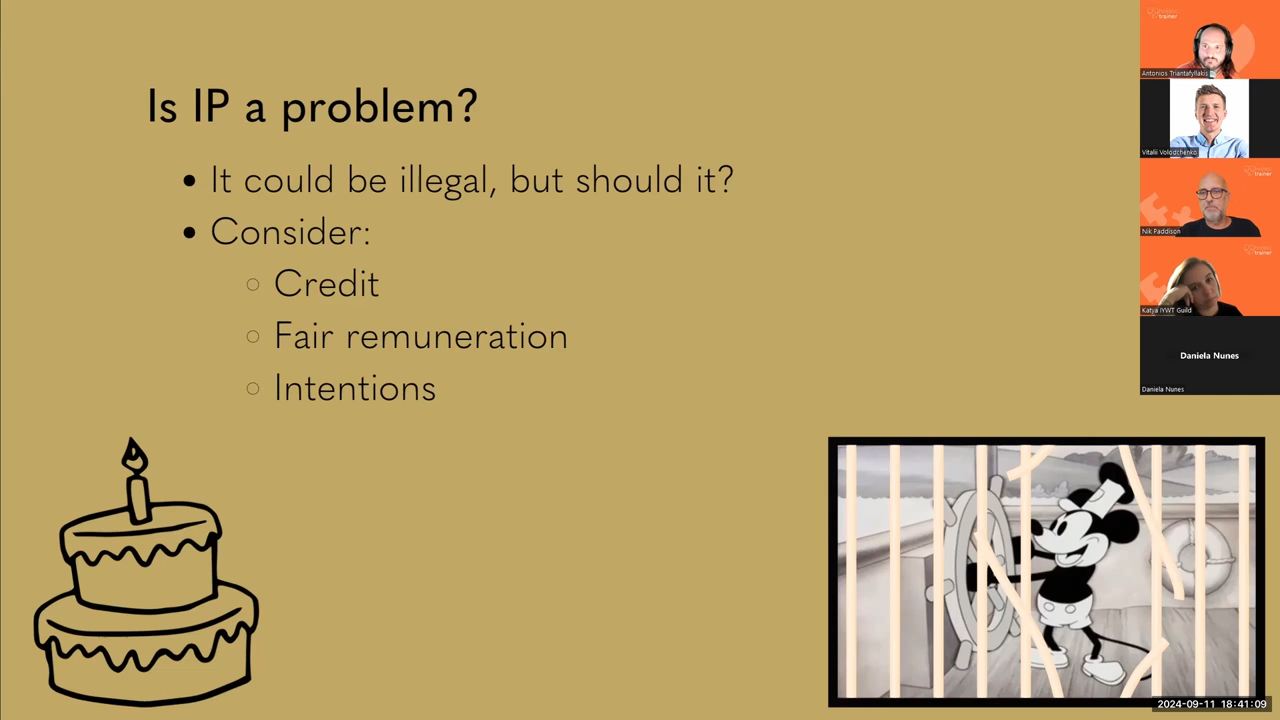 Is IP a problem?
• It could be illegal, but should it?
• Consider:
○ Credit
○ Fair remuneration
○ Intentions
trainer
Antonios Triantafyllakis
Vitalii Volodchenko
trainer
Nik Paddison
trainer
Katja IYWT Guild
Daniela Nunes
Daniela Nunes
2024-09-11 18:41:09